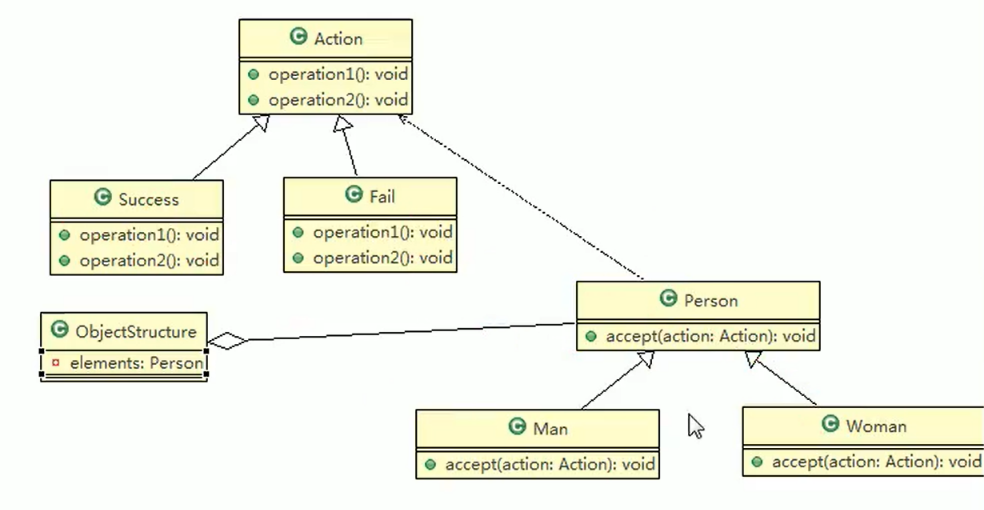 Action
operation1(): void
operation2(): void
Success
operation1(): void
operation2(): void
Fail
operation1(): void
operation2(): void
ObjectStructure
elements: Person
Person
accept(action: Action): void
Man
accept(action: Action): void
Woman
accept(action: Action): void